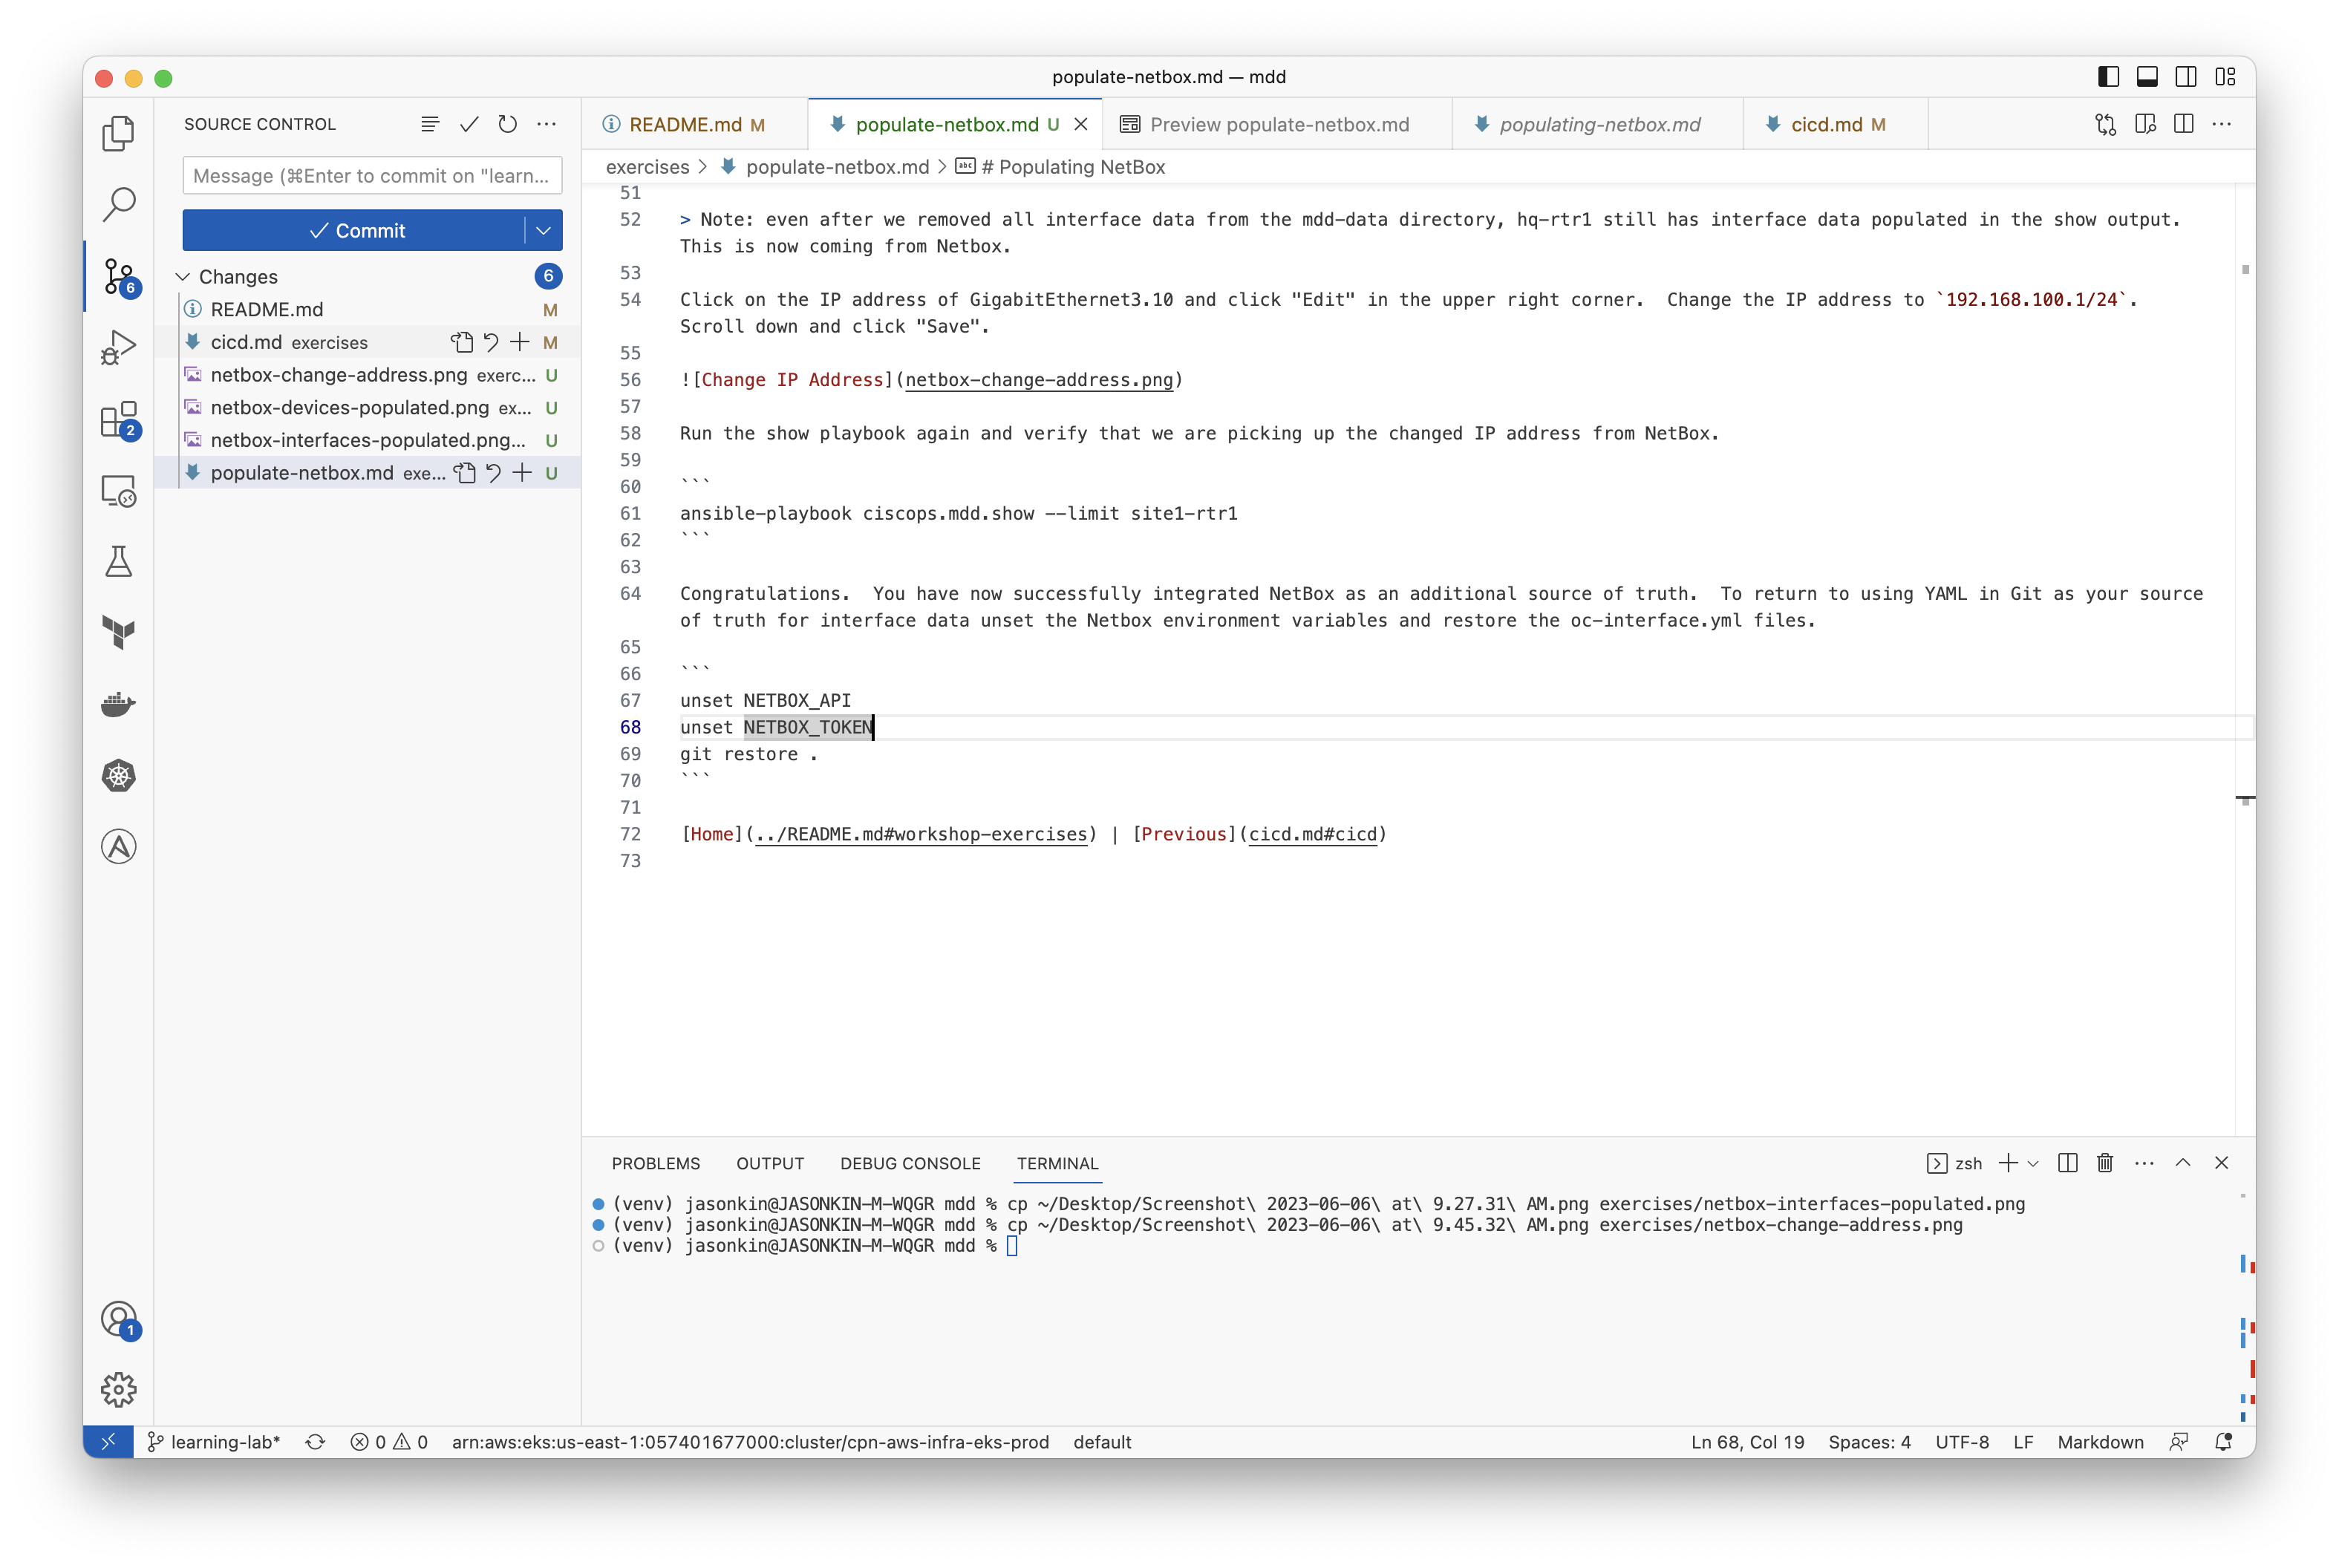 populate-netbox.md — mdd
SOURCE CONTROL
Message (⌘Enter to commit on "learn...
Commit
Changes
6
README.md M
cicd.md exercises M
netbox-change-address.png exerc... U
netbox-devices-populated.png ex... U
netbox-interfaces-populated.png... U
populate-netbox.md exe... U
6
2
1
README.md M
populate-netbox.md U
Preview populate-netbox.md
populating-netbox.md
cicd.md M
exercises > populate-netbox.md > abc # Populating NetBox
51
52 > Note: even after we removed all interface data from the mdd-data directory, hq-rtr1 still has interface data populated in the show output.
This is now coming from Netbox.
53
54 Click on the IP address of GigabitEthernet3.10 and click "Edit" in the upper right corner.  Change the IP address to `192.168.100.1/24`.
Scroll down and click "Save".
55
56 ![Change IP Address](netbox-change-address.png)
57
58 Run the show playbook again and verify that we are picking up the changed IP address from NetBox.
59
60 ```
61 ansible-playbook ciscops.mdd.show --limit site1-rtr1
62 ```
63
64 Congratulations.  You have now successfully integrated NetBox as an additional source of truth.  To return to using YAML in Git as your source
of truth for interface data unset the Netbox environment variables and restore the oc-interface.yml files.
65
66 ```
67 unset NETBOX_API
68 unset NETBOX_TOKEN
69 git restore .
70 ```
71
72 [Home](../README.md#workshop-exercises) | [Previous](cicd.md#cicd)
73
PROBLEMS OUTPUT DEBUG CONSOLE TERMINAL
zsh
(venv) jasonkin@JASONKIN-M-WQGR mdd % cp ~/Desktop/Screenshot\ 2023-06-06\ at\ 9.27.31\ AM.png exercises/netbox-interfaces-populated.png
(venv) jasonkin@JASONKIN-M-WQGR mdd % cp ~/Desktop/Screenshot\ 2023-06-06\ at\ 9.45.32\ AM.png exercises/netbox-change-address.png
(venv) jasonkin@JASONKIN-M-WQGR mdd %
learning-lab* 0 0 arn:aws:eks:us-east-1:057401677000:cluster/cpn-aws-infra-eks-prod default
Ln 68, Col 19 Spaces: 4 UTF-8 LF Markdown